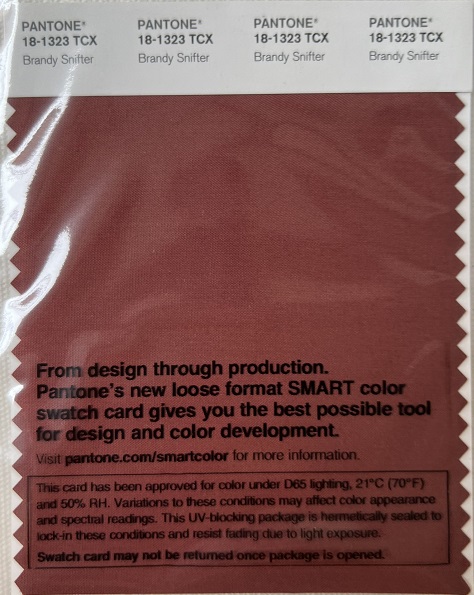 PANTONE® PANTONE® PANTONE® PANTONE®
18-1323 TCX 18-1323 TCX 18-1323 TCX 18-1323 TCX
Brandy Snifter Brandy Snifter Brandy Snifter Brandy Snifter
From design through production.
Pantone's new loose format SMART color
swatch card gives you the best possible tool
for design and color development.
Visit pantone.com/smartcolor for more information.
This card has been approved for color under D65 lighting, 21°C (70°F)
and 50% RH. Variations to these conditions may affect color appearance
and spectral readings. This UV-blocking package is hermetically sealed to
lock-in these conditions and resist fading due to light exposure.
Swatch card may not be returned once package is opened.